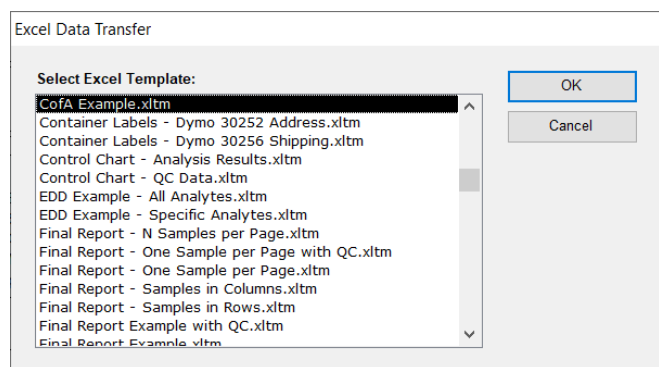 Excel Data Transfer
Select Excel Template:
OK
Cancel
CofA Example.xltm
Container Labels - Dymo 30252 Address.xltm
Container Labels - Dymo 30256 Shipping.xltm
Control Chart - Analysis Results.xltm
Control Chart - QC Data.xltm
EDD Example - All Analytes.xltm
EDD Example - Specific Analytes.xltm
Final Report - N Samples per Page.xltm
Final Report - One Sample per Page with QC.xltm
Final Report - One Sample per Page.xltm
Final Report - Samples in Columns.xltm
Final Report - Samples in Rows.xltm
Final Report Example with QC.xltm
Final Report Example.xltm